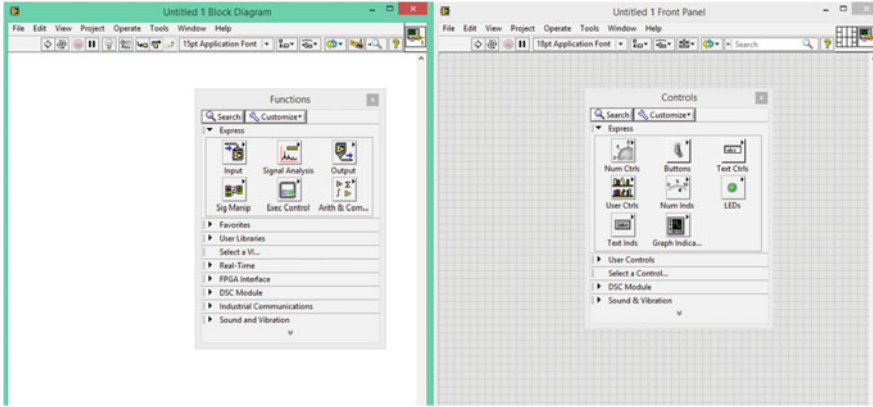 Untitled 1 Block Diagram
File Edit View Project Operate Tools Window Help
15pt Application Font
Functions
Search Customize
Express
Input Signal Analysis Output
Sig Manip Exec Control Arith & Com...
Favorites
User Libraries
Select a VI...
Real-Time
FPGA Interface
DSC Module
Industrial Communications
Sound and Vibration
Untitled 1 Front Panel
File Edit View Project Operate Tools Window Help
18pt Application Font Search
Controls
Search Customize
Express
Num Ctrls Buttons Text Ctrls
User Ctrls Num Inds LEDs
Text Inds Graph Indica...
User Controls
Select a Control...
DSC Module
Sound & Vibration